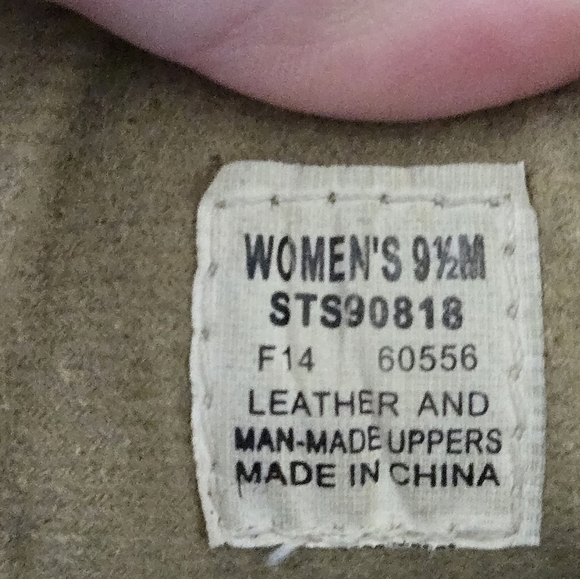 WOMEN'S 9½M
STS90818
F14 60556
LEATHER AND
MAN-MADE UPPERS
MADE IN CHINA